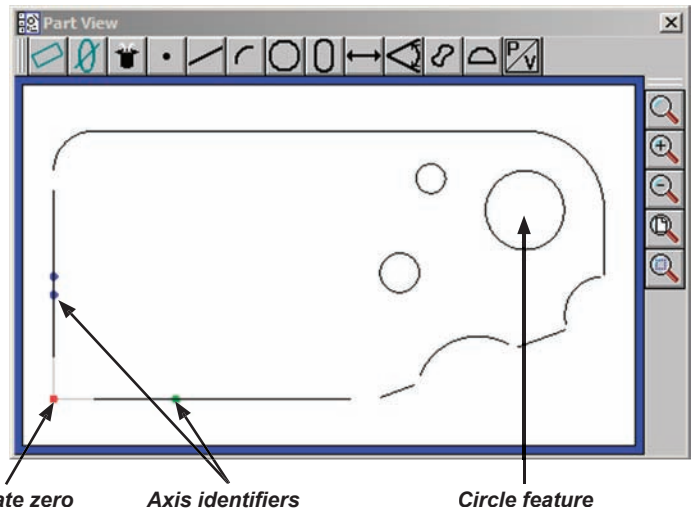 Part View
P/V
ate zero
Axis identifiers
Circle feature